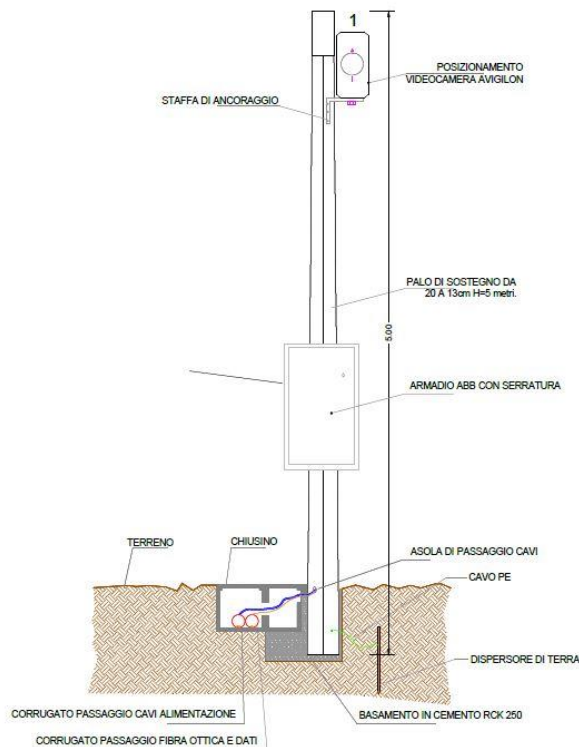 1
POSIZIONAMENTO
VIDEOCAMERA AVIGILON
STAFFA DI ANCORAGGIO
PALO DI SOSTEGNO DA
20 A 13cm H=5 metri.
5.00
ARMADIO ABB CON SERRATURA
TERRENO
CHIUSINO
ASOLA DI PASSAGGIO CAVI
CAVO PE
DISPERSORE DI TERRA
CORRUGATO PASSAGGIO CAVI ALIMENTAZIONE
BASAMENTO IN CEMENTO RCK 250
CORRUGATO PASSAGGIO FIBRA OTTICA E DATI